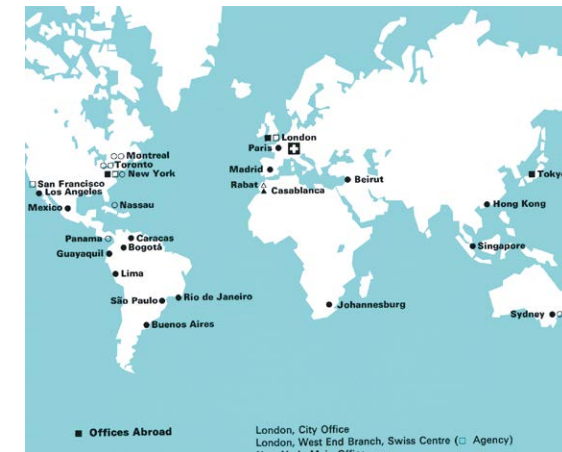 London
Paris
Montreal
Toronto
New York
Madrid
Beirut
Tokyo
San Francisco
Rabat
Los Angeles
Casablanca
Mexico
Nassau
Hong Kong
Panama
Caracas
Bogotá
Guayaquil
Singapore
Lima
São Paulo
Rio de Janeiro
Johannesburg
Sydney
Buenos Aires
Offices Abroad
London, City Office
London, West End Branch, Swiss Centre (□ Agency)